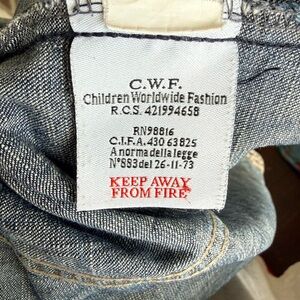 C.W.F.
Children Worldwide Fashion
R.C.S. 421994658
RN98816
C.I.F.A. 430 63825
A norma della legge
N°883 del 26-11-73
KEEP AWAY
FROM FIRE